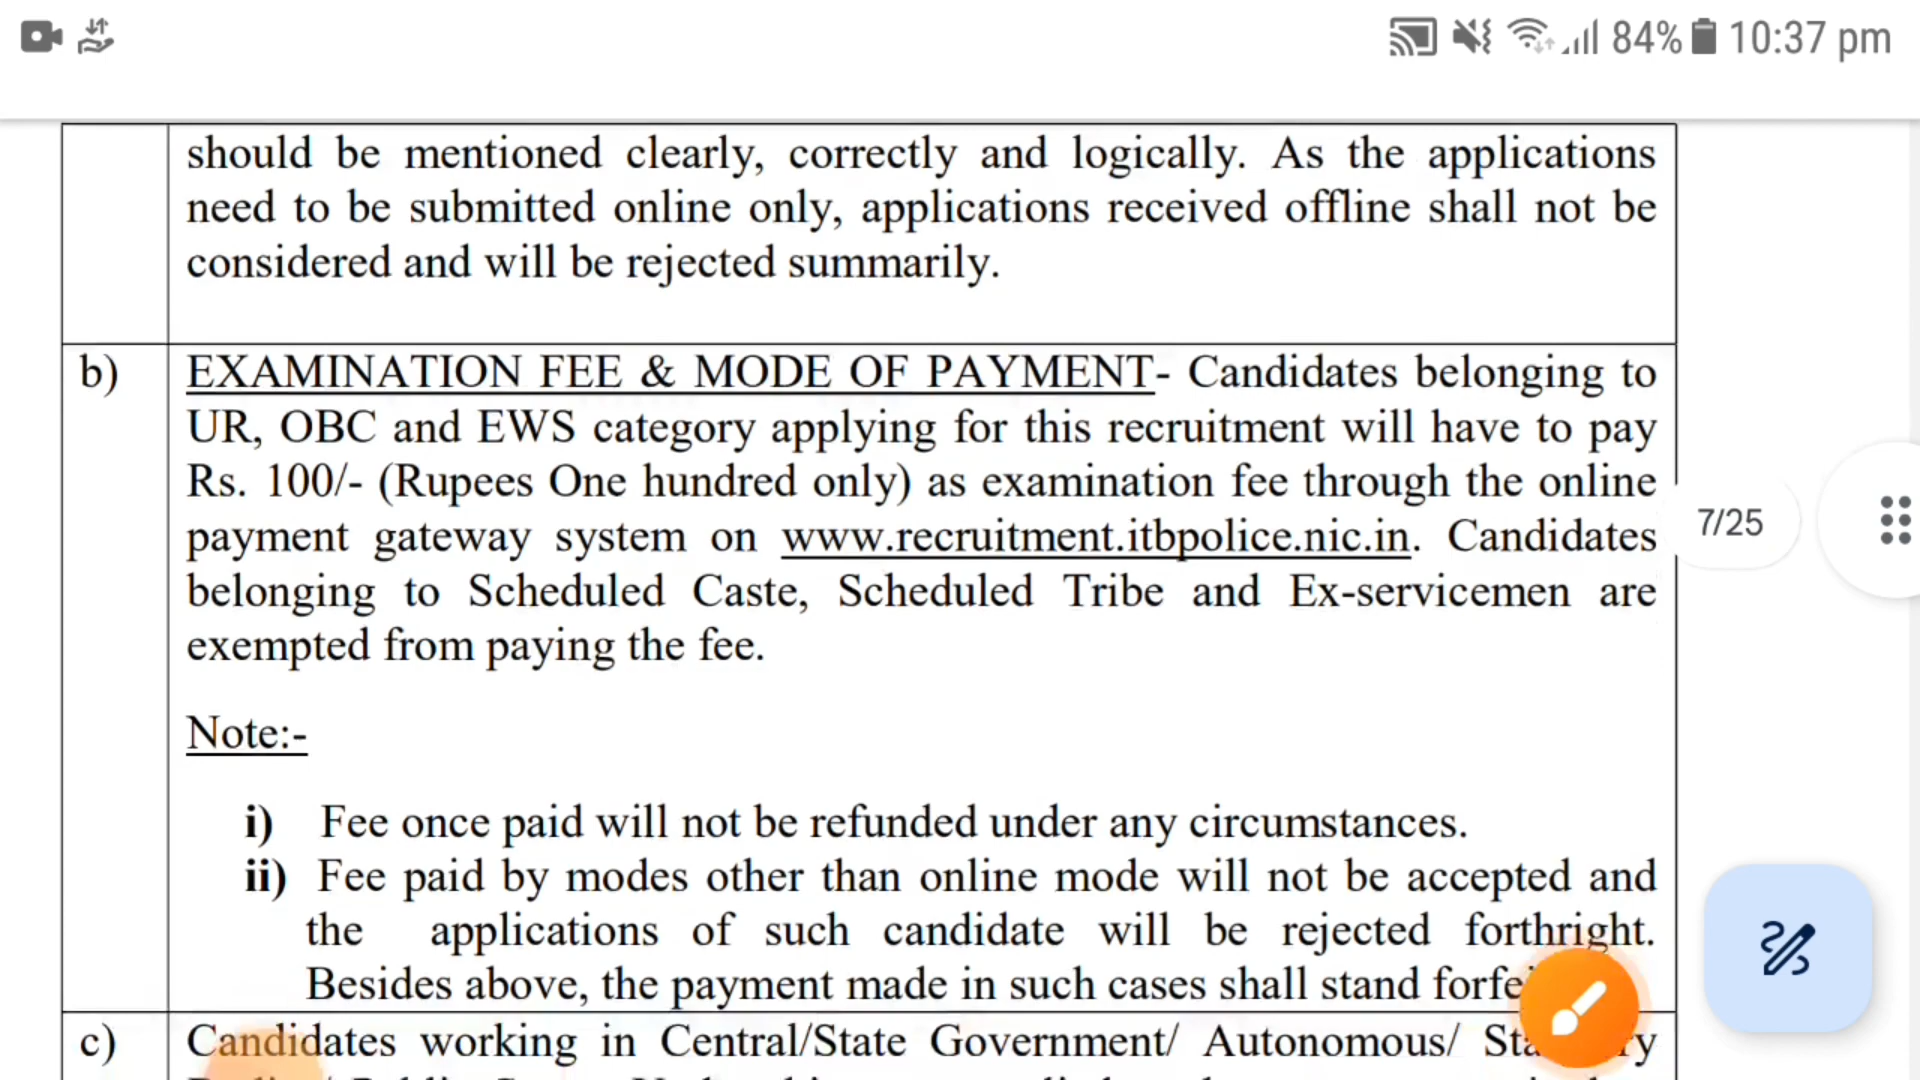 84% 10:37 pm
should be mentioned clearly, correctly and logically. As the applications
need to be submitted online only, applications received offline shall not be
considered and will be rejected summarily.
b) EXAMINATION FEE & MODE OF PAYMENT- Candidates belonging to
UR, OBC and EWS category applying for this recruitment will have to pay
Rs. 100/- (Rupees One hundred only) as examination fee through the online
payment gateway system on www.recruitment.itbpolice.nic.in. Candidates
belonging to Scheduled Caste, Scheduled Tribe and Ex-servicemen are
exempted from paying the fee.
7/25
Note:-
i) Fee once paid will not be refunded under any circumstances.
ii) Fee paid by modes other than online mode will not be accepted and
the applications of such candidate will be rejected forthright.
Besides above, the payment made in such cases shall stand
c) Candidates working in Central/State Government/ Autonomous/